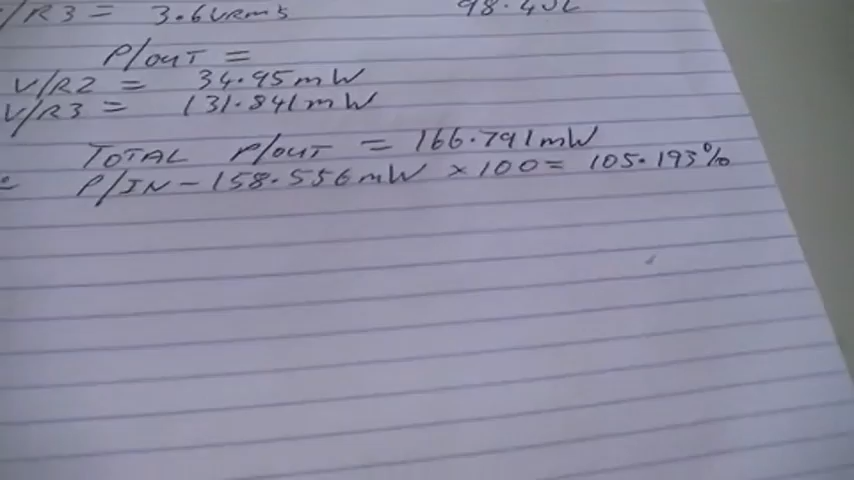 /R3 = 3.6VRMS 98.4Ω
P/OUT =
V/R2 = 34.95mW
V/R3 = 131.841mW
TOTAL P/OUT = 166.791mW
P/IN - 158.556mW × 100 = 105.193%